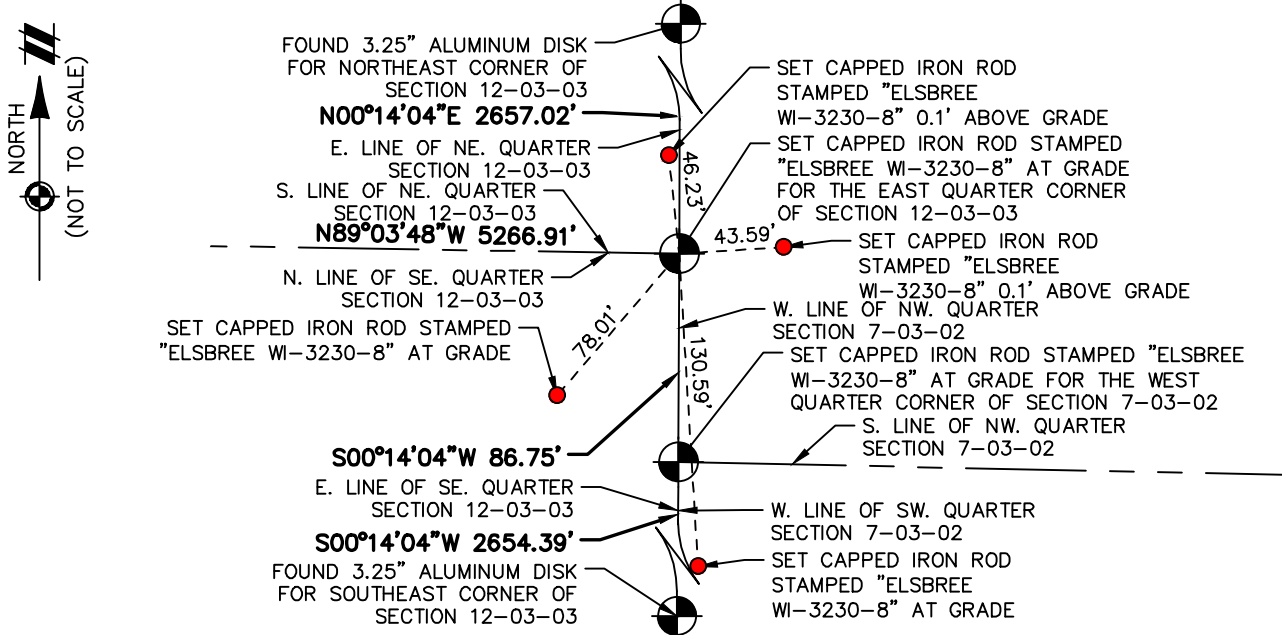 NORTH
(NOT TO SCALE)
FOUND 3.25" ALUMINUM DISK
FOR NORTHEAST CORNER OF
SECTION 12-03-03
N00°14'04"E 2657.02'
E. LINE OF NE. QUARTER
SECTION 12-03-03
S. LINE OF NE. QUARTER
SECTION 12-03-03
N89°03'48"W 5266.91'
N. LINE OF SE. QUARTER
SECTION 12-03-03
SET CAPPED IRON ROD STAMPED
"ELSBREE WI-3230-8" AT GRADE
78.01'
S00°14'04"W 86.75'
E. LINE OF SE. QUARTER
SECTION 12-03-03
S00°14'04"W 2654.39'
FOUND 3.25" ALUMINUM DISK
FOR SOUTHEAST CORNER OF
SECTION 12-03-03
46.23'
43.59'
130.59'
SET CAPPED IRON ROD
STAMPED "ELSBREE
WI-3230-8" 0.1' ABOVE GRADE
SET CAPPED IRON ROD STAMPED
"ELSBREE WI-3230-8" AT GRADE
FOR THE EAST QUARTER CORNER
OF SECTION 12-03-03
SET CAPPED IRON ROD
STAMPED "ELSBREE
WI-3230-8" 0.1' ABOVE GRADE
W. LINE OF NW. QUARTER
SECTION 7-03-02
SET CAPPED IRON ROD STAMPED "ELSBREE
WI-3230-8" AT GRADE FOR THE WEST
QUARTER CORNER OF SECTION 7-03-02
S. LINE OF NW. QUARTER
SECTION 7-03-02
W. LINE OF SW. QUARTER
SECTION 7-03-02
SET CAPPED IRON ROD
STAMPED "ELSBREE
WI-3230-8" AT GRADE